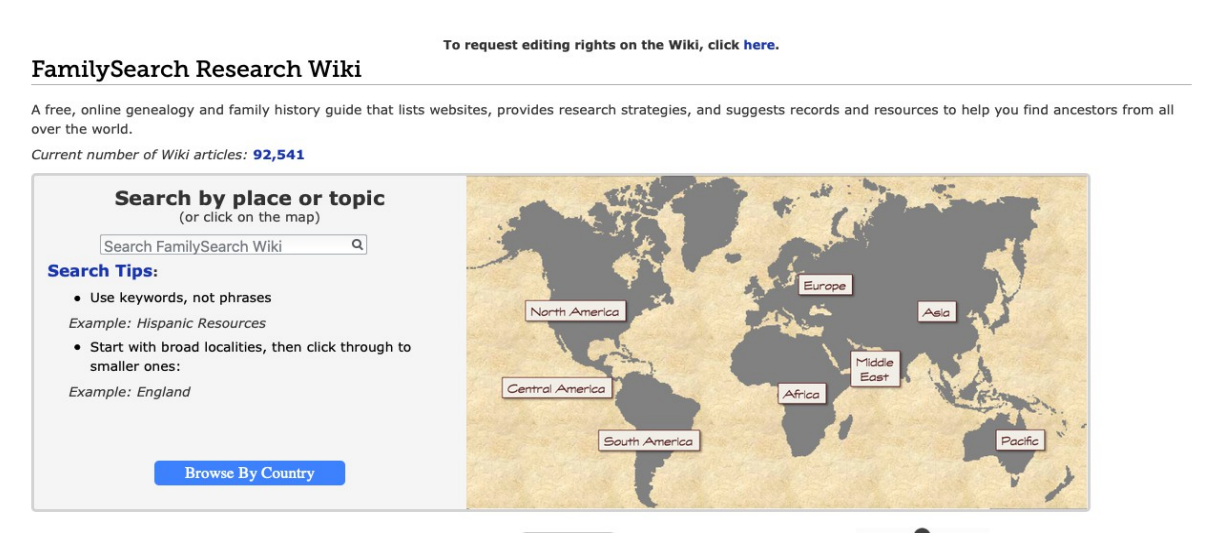 To request editing rights on the Wiki, click here.
FamilySearch Research Wiki
A free, online genealogy and family history guide that lists websites, provides research strategies, and suggests records and resources to help you find ancestors from all
over the world.
Current number of Wiki articles: 92,541
Search by place or topic
(or click on the map)
Search FamilySearch Wiki
Search Tips:
• Use keywords, not phrases
Example: Hispanic Resources
• Start with broad localities, then click through to
smaller ones:
Example: England
Browse By Country
North America
Europe
Asia
Middle
East
Central America
Africa
South America
Pacific